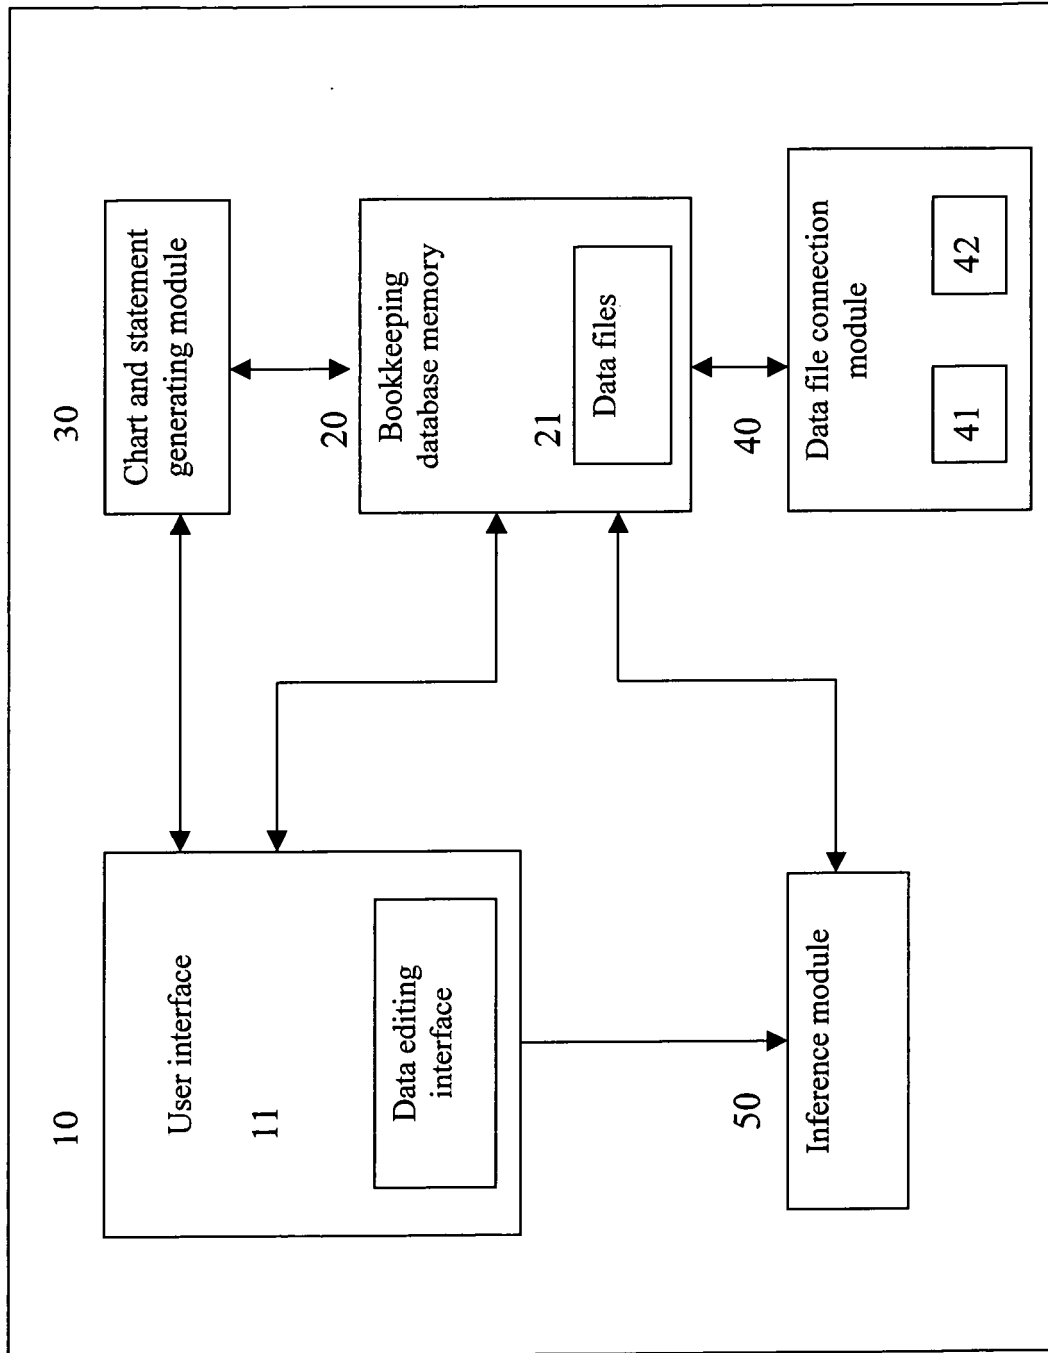 10
User interface
11
Data editing
interface
30
Chart and statement
generating module
20
Bookkeeping
database memory
21
Data files
50
Inference module
40
Data file connection
module
41
42